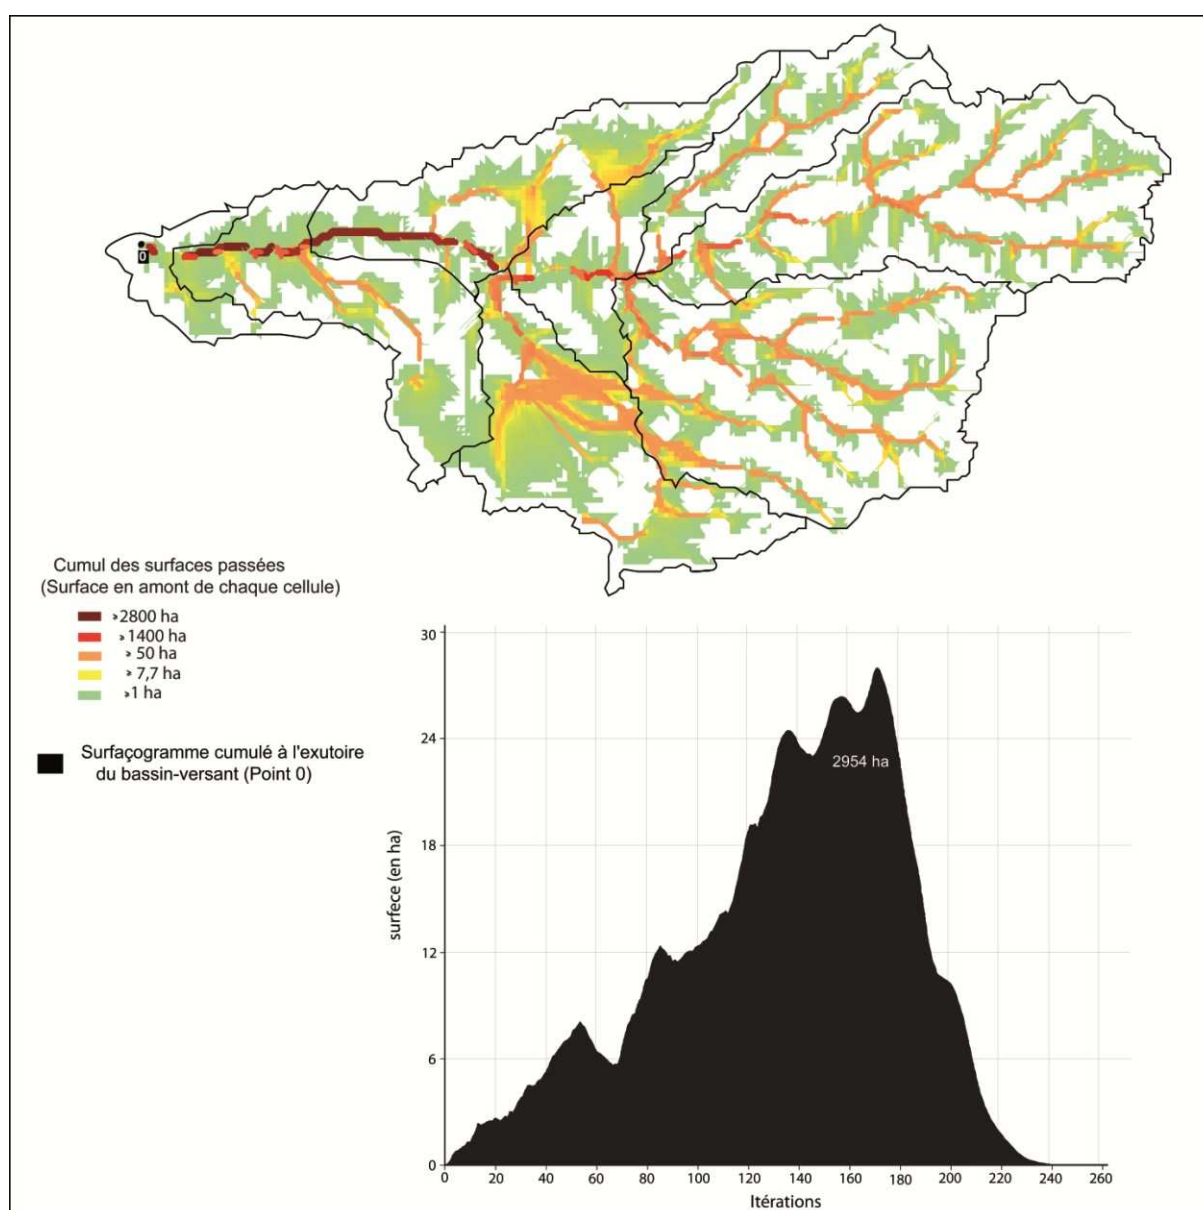 0
Cumul des surfaces passées
(Surface en amont de chaque cellule)
>2800 ha
>1400 ha
> 50 ha
> 7,7 ha
>1 ha
Surfaçogramme cumulé à l'exutoire
du bassin-versant (Point 0)
30
24
18
12
6
0
surfece (en ha)
2954 ha
0 20 40 60 80 100 120 140 160 180 200 220 240 260
Itérations